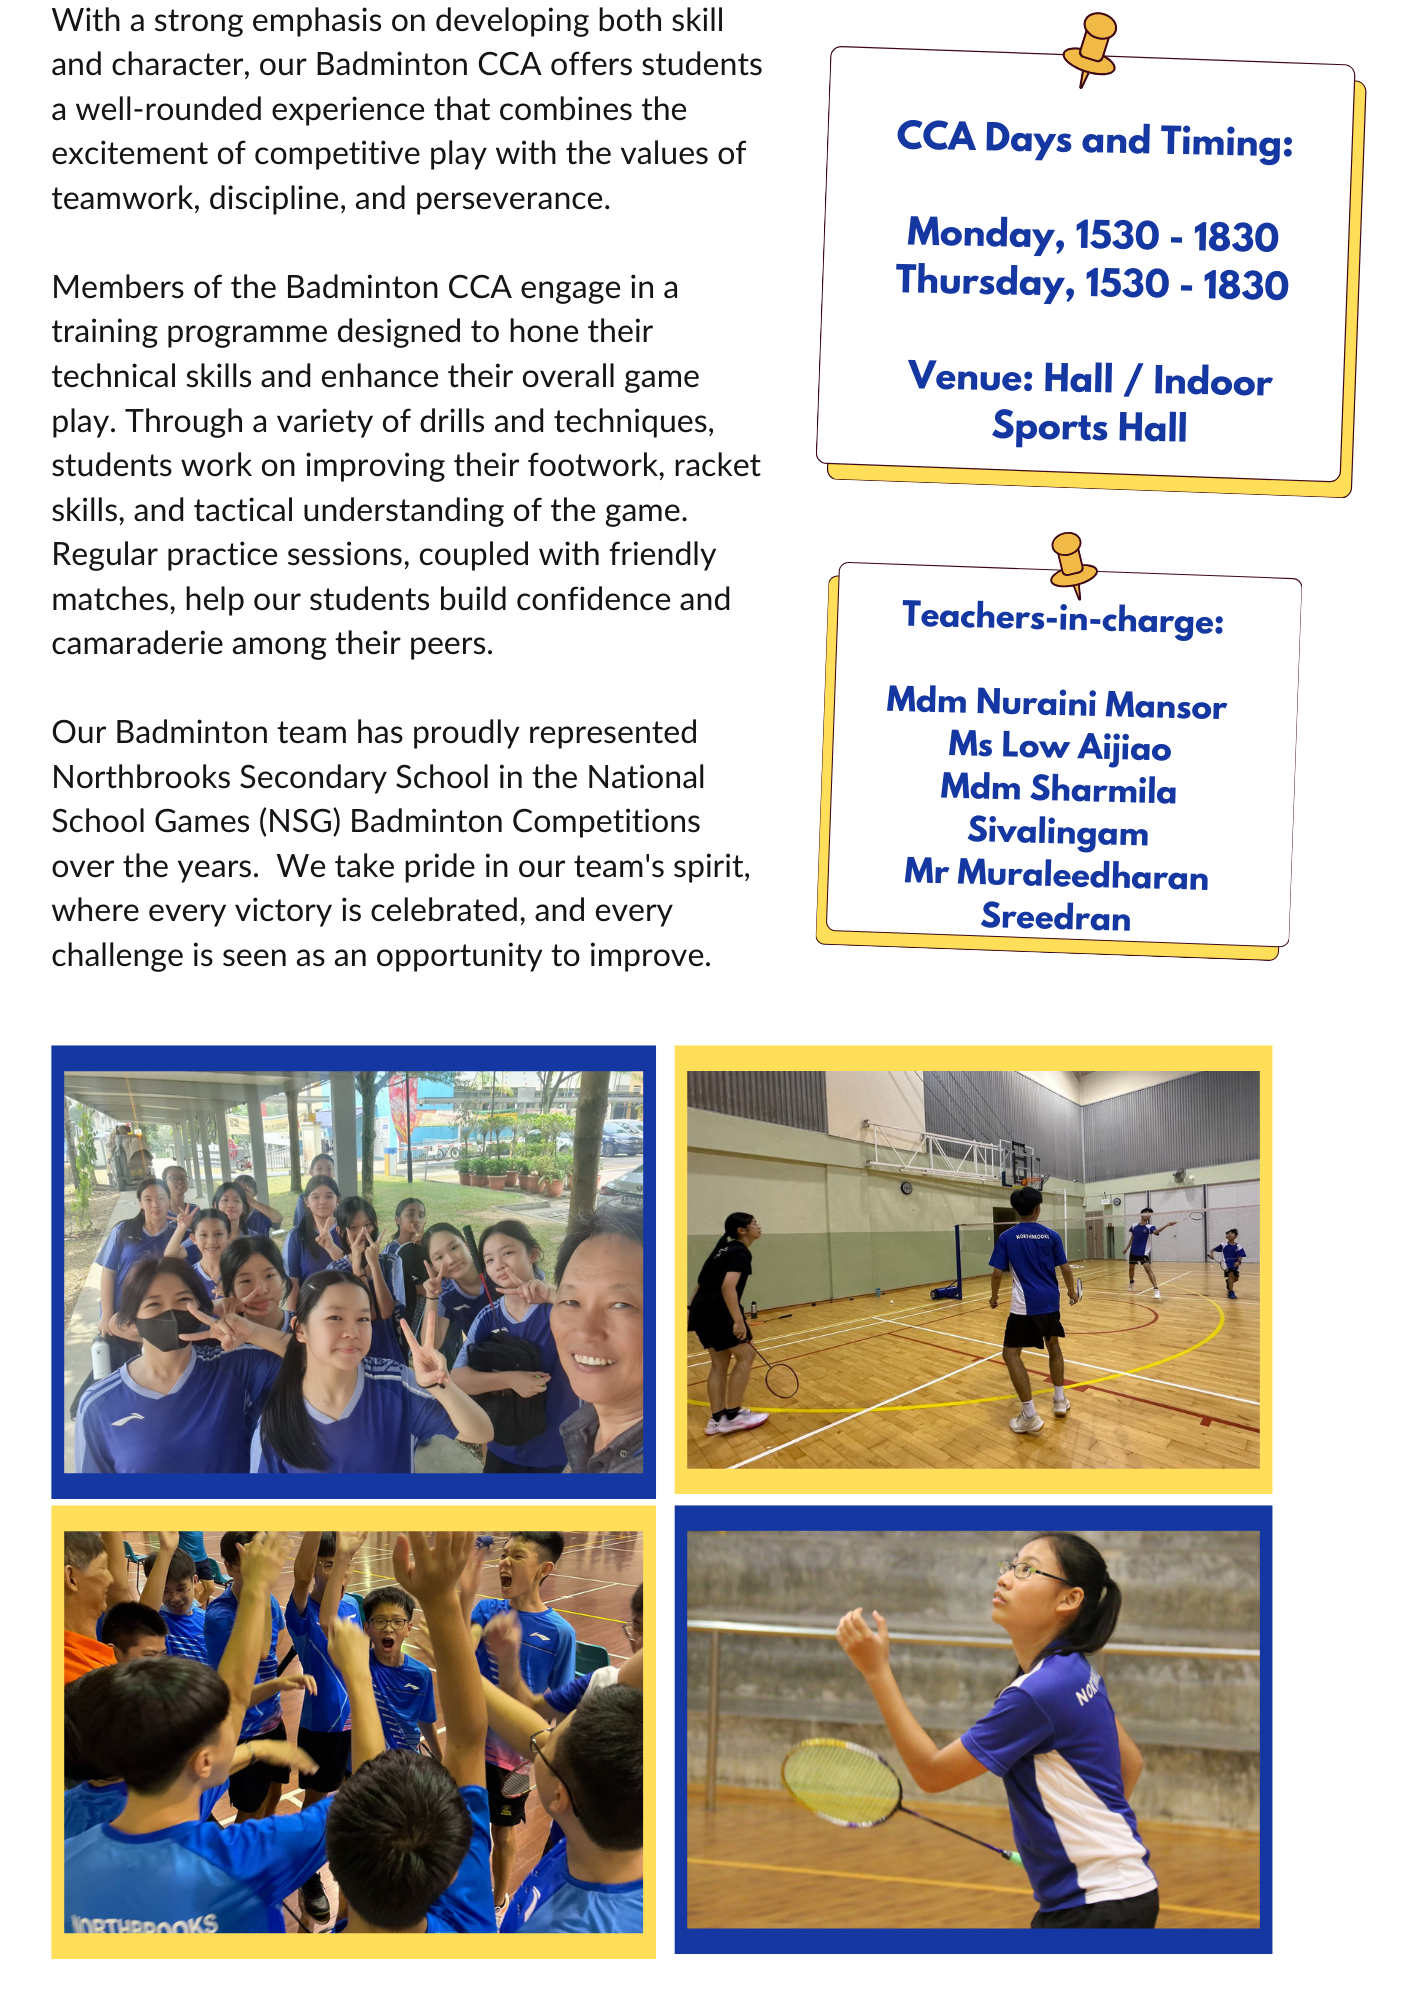 With a strong emphasis on developing both skill
and character, our Badminton CCA offers students
a well-rounded experience that combines the
excitement of competitive play with the values of
teamwork, discipline, and perseverance.
Members of the Badminton CCA engage in a
training programme designed to hone their
technical skills and enhance their overall game
play. Through a variety of drills and techniques,
students work on improving their footwork, racket
skills, and tactical understanding of the game.
Regular practice sessions, coupled with friendly
matches, help our students build confidence and
camaraderie among their peers.
Our Badminton team has proudly represented
Northbrooks Secondary School in the National
School Games (NSG) Badminton Competitions
over the years.  We take pride in our team's spirit,
where every victory is celebrated, and every
challenge is seen as an opportunity to improve.
CCA Days and Timing:
Monday, 1530 - 1830
Thursday, 1530 - 1830
Venue: Hall / Indoor
Sports Hall
Teachers-in-charge:
Mdm Nuraini Mansor
Ms Low Aijiao
Mdm Sharmila
Sivalingam
Mr Muraleedharan
Sreedran
NORTHBROOKS
NORTHBROOKS